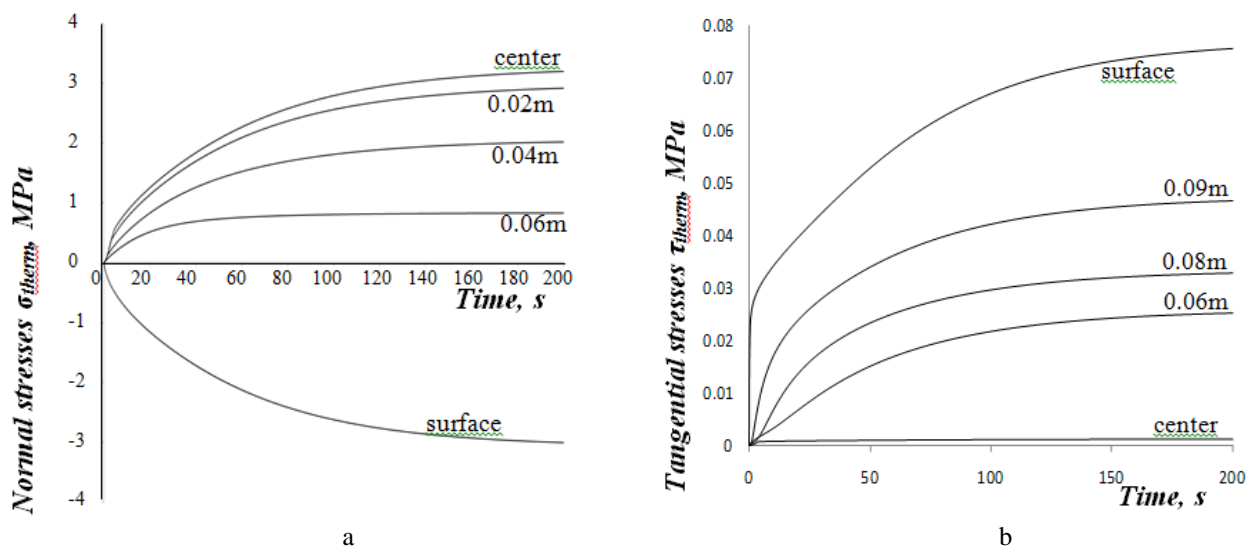 Normal stresses σtherm, MPa
4
3
2
1
0
-1
-2
-3
-4
center
0.02m
0.04m
0.06m
0 20 40 60 80 100 120 140 160 180 200
Time, s
surface
a
Tangential stresses τtherm, MPa
0.08
0.07
0.06
0.05
0.04
0.03
0.02
0.01
0
surface
0.09m
0.08m
0.06m
center
0 50 100 150 200
Time, s
b